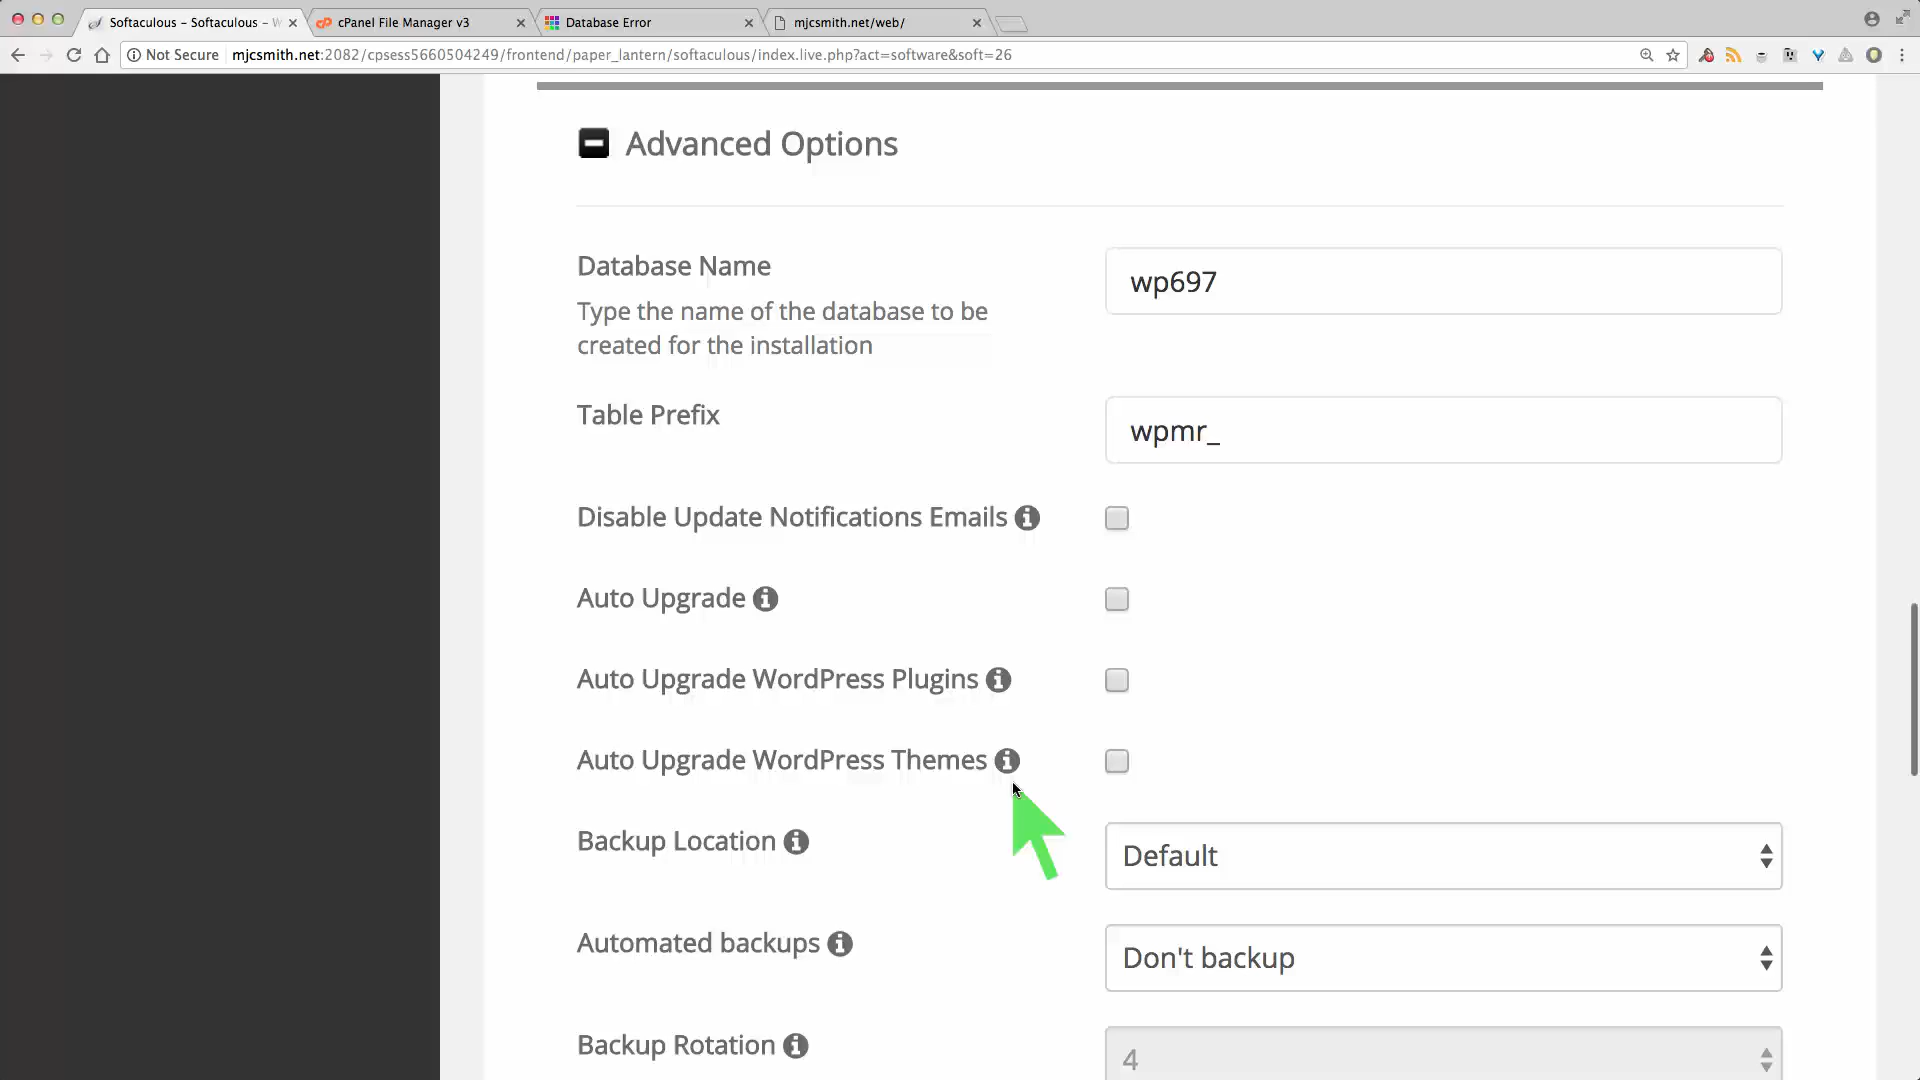 Softaculous - Softaculous - W
cPanel File Manager v3
Database Error
mjcsmith.net/web/
Not Secure
mjcsmith.net:2082/cpsess5660504249/frontend/paper_lantern/softaculous/index.live.php?act=software&soft=26
Advanced Options
Database Name
wp697
Type the name of the database to be
created for the installation
Table Prefix
wpmr_
Disable Update Notifications Emails
Auto Upgrade
Auto Upgrade WordPress Plugins
Auto Upgrade WordPress Themes
Backup Location
Default
Automated backups
Don't backup
Backup Rotation
4